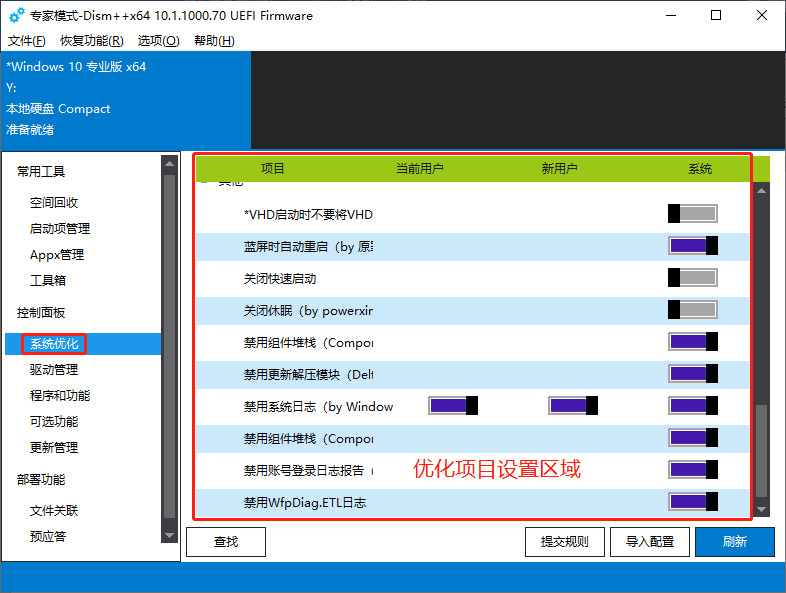 专家模式-Dism++x64 10.1.1000.70 UEFI Firmware
文件(F) 恢复功能(R) 选项(O) 帮助(H)
*Windows 10 专业版 x64
Y:
本地硬盘 Compact
准备就绪
常用工具
空间回收
启动项管理
Appx管理
工具箱
控制面板
系统优化
驱动管理
程序和功能
可选功能
更新管理
部署功能
文件关联
预应答
项目 当前用户 新用户 系统
其他
*VHD启动时不要将VHD
蓝屏时自动重启（by 原
关闭快速启动
关闭休眠（by powerxin
禁用组件堆栈（Compor
禁用更新解压模块（Delt
禁用系统日志（by Window
禁用组件堆栈（Compor
禁用账号登录日志报告（
禁用WfpDiag.ETL日志
优化项目设置区域
查找 提交规则 导入配置 刷新